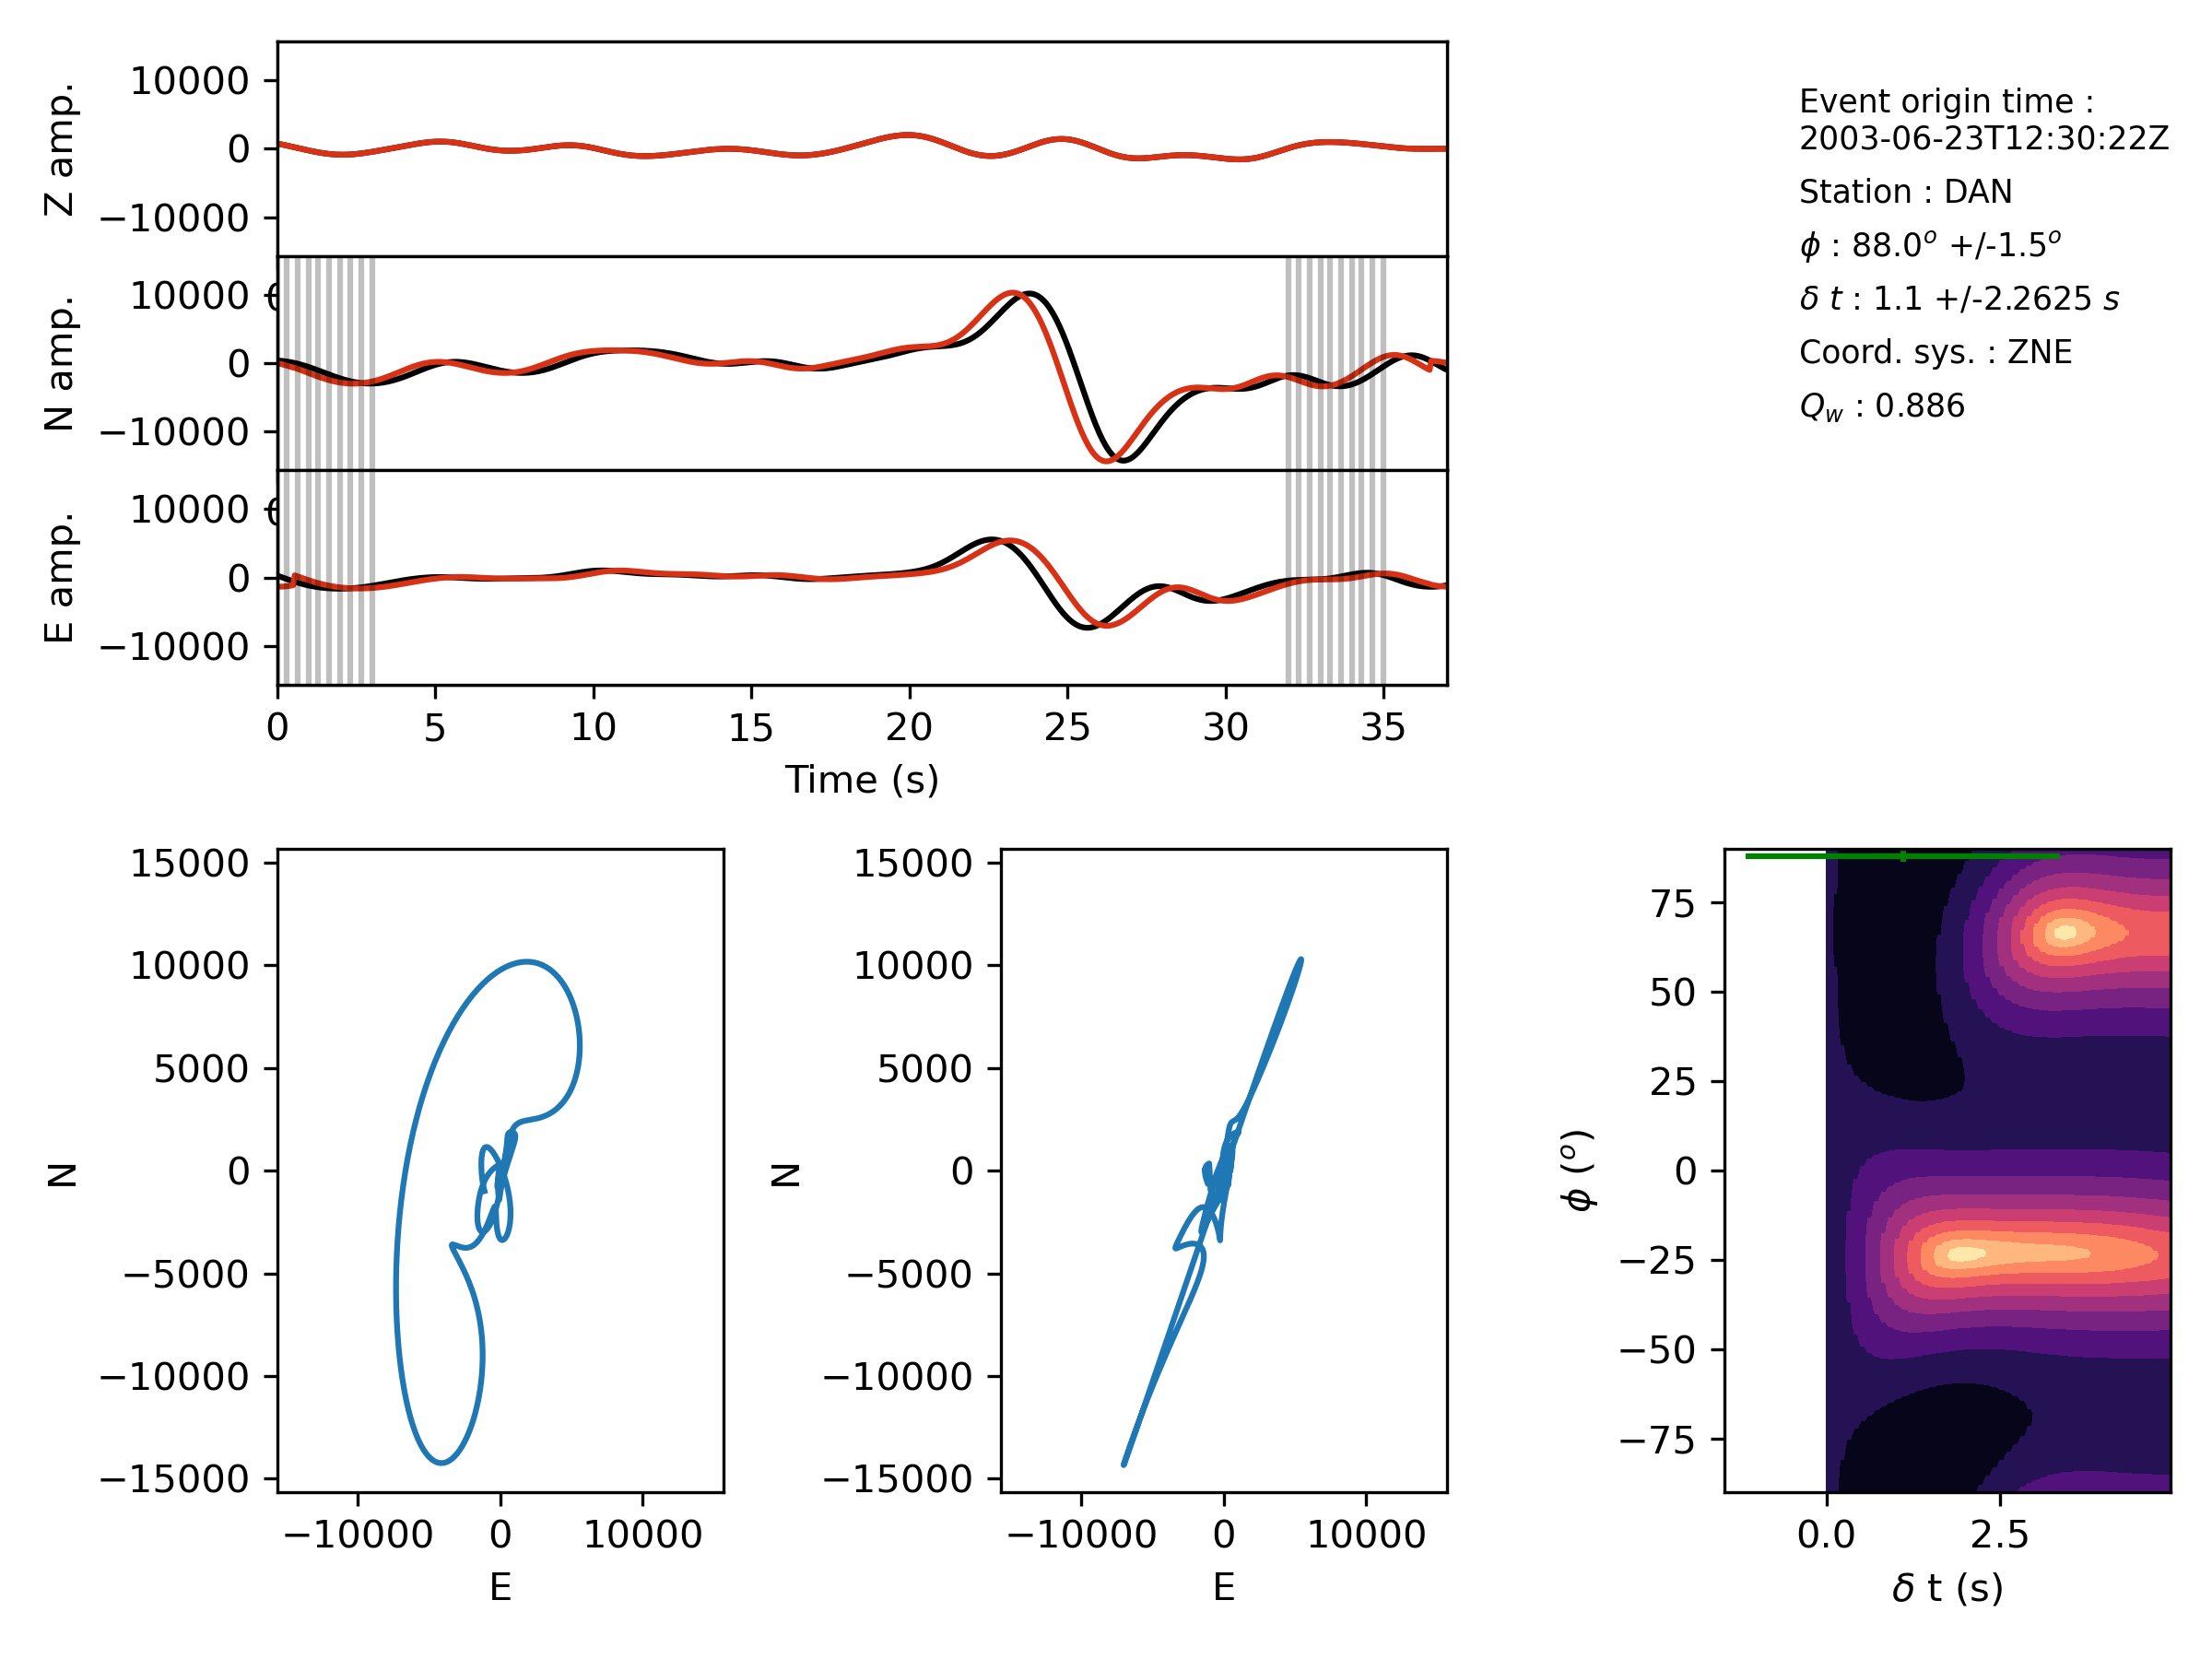 Z amp.
10000
0
−10000
N amp.
10000
0
−10000
E amp.
10000
0
−10000
0 5 10 15 20 25 30 35
Time (s)
Event origin time :
2003-06-23T12:30:22Z
Station : DAN
ϕ : 88.0° +/-1.5°
δ t : 1.1 +/-2.2625 s
Coord. sys. : ZNE
Qw : 0.886
N
15000
10000
5000
0
−5000
−10000
−15000
−10000 0 10000
E
N
15000
10000
5000
0
−5000
−10000
−15000
−10000 0 10000
E
ϕ (°)
75
50
25
0
−25
−50
−75
0.0 2.5
δ t (s)